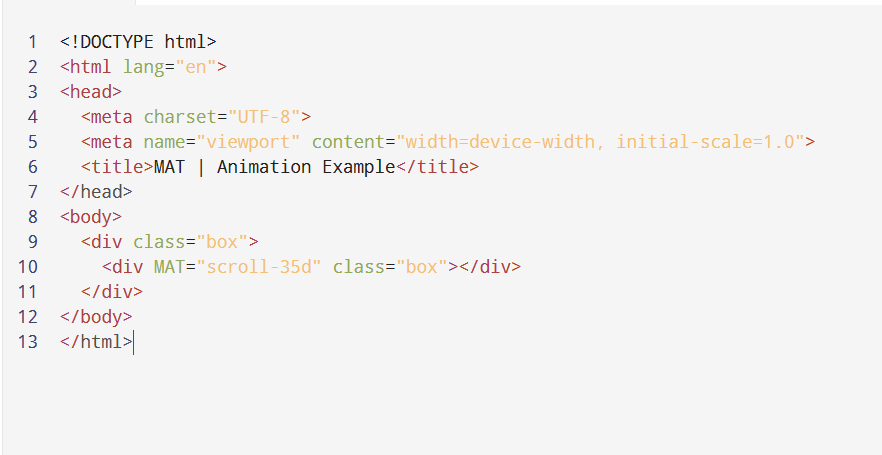 1 <!DOCTYPE html>
2 <html lang="en">
3 <head>
4   <meta charset="UTF-8">
5   <meta name="viewport" content="width=device-width, initial-scale=1.0">
6   <title>MAT | Animation Example</title>
7 </head>
8 <body>
9   <div class="box">
10     <div MAT="scroll-35d" class="box"></div>
11   </div>
12 </body>
13 </html>